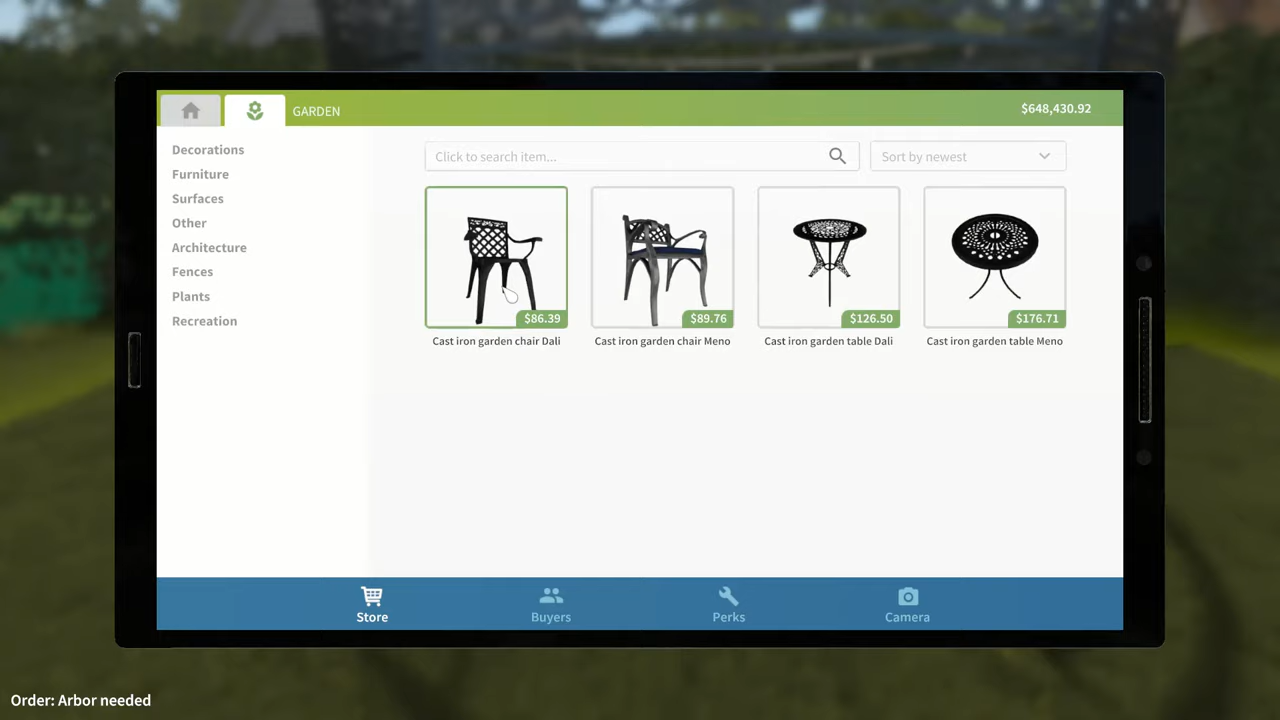 GARDEN
$648,430.92
Decorations
Furniture
Surfaces
Other
Architecture
Fences
Plants
Recreation
Click to search item...
Sort by newest
$86.39
$89.76
$126.50
$176.71
Cast iron garden chair Dali
Cast iron garden chair Meno
Cast iron garden table Dali
Cast iron garden table Meno
Store
Buyers
Perks
Camera
Order: Arbor needed